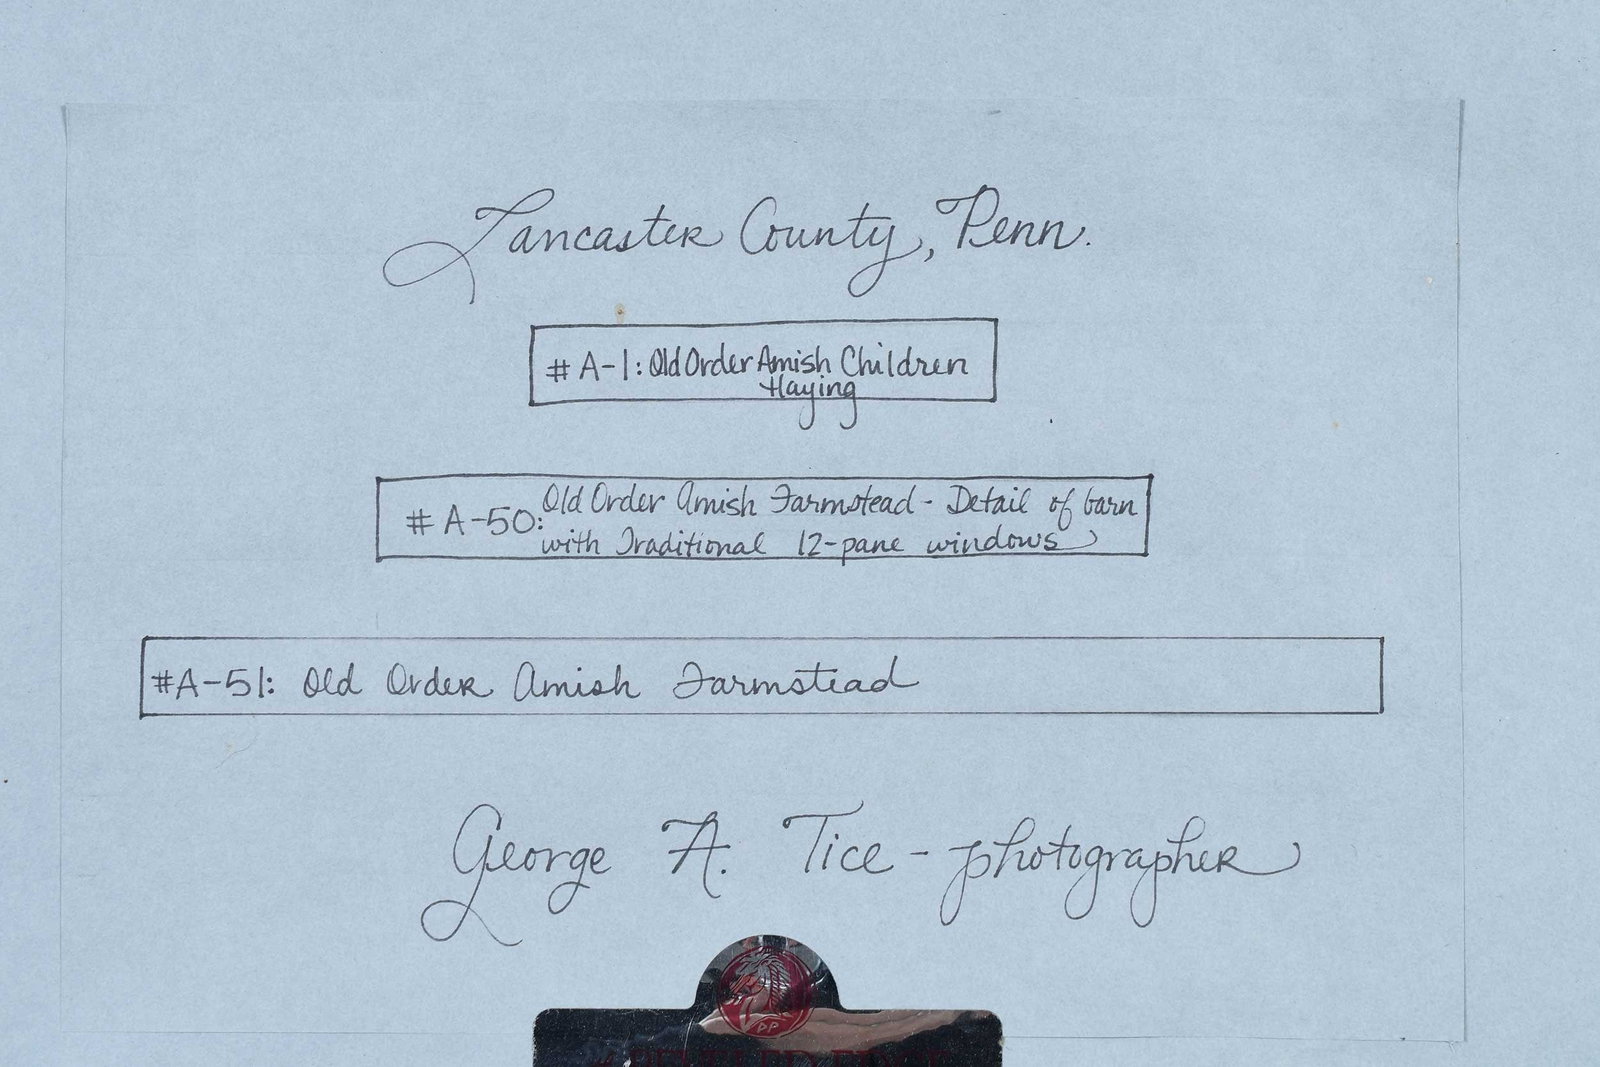 Lancaster County, Penn.
# A-1: Old Order Amish Children
Haying
# A-50: Old Order Amish Farmstead - Detail of barn
with Traditional 12-pane windows
#A-51: Old Order Amish Farmstead
George A. Tice - photographer
PP